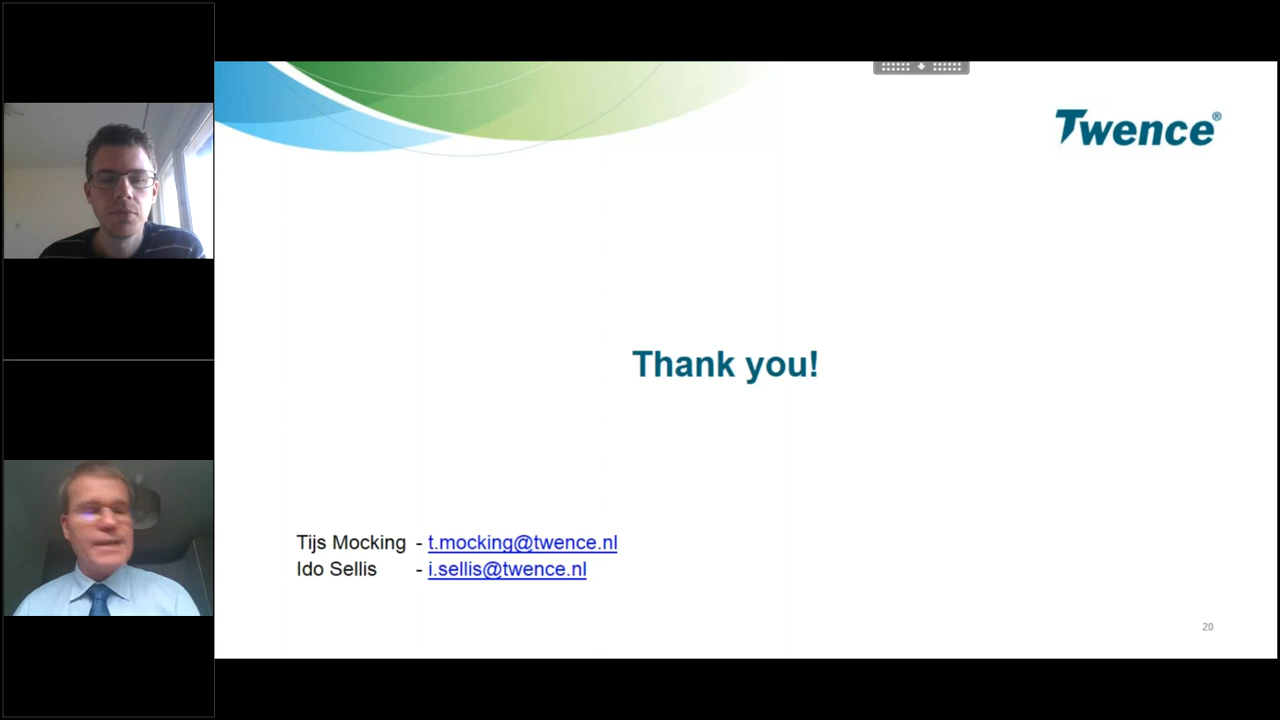 Twence®
Thank you!
Tijs Mocking - t.mocking@twence.nl
Ido Sellis - i.sellis@twence.nl
20